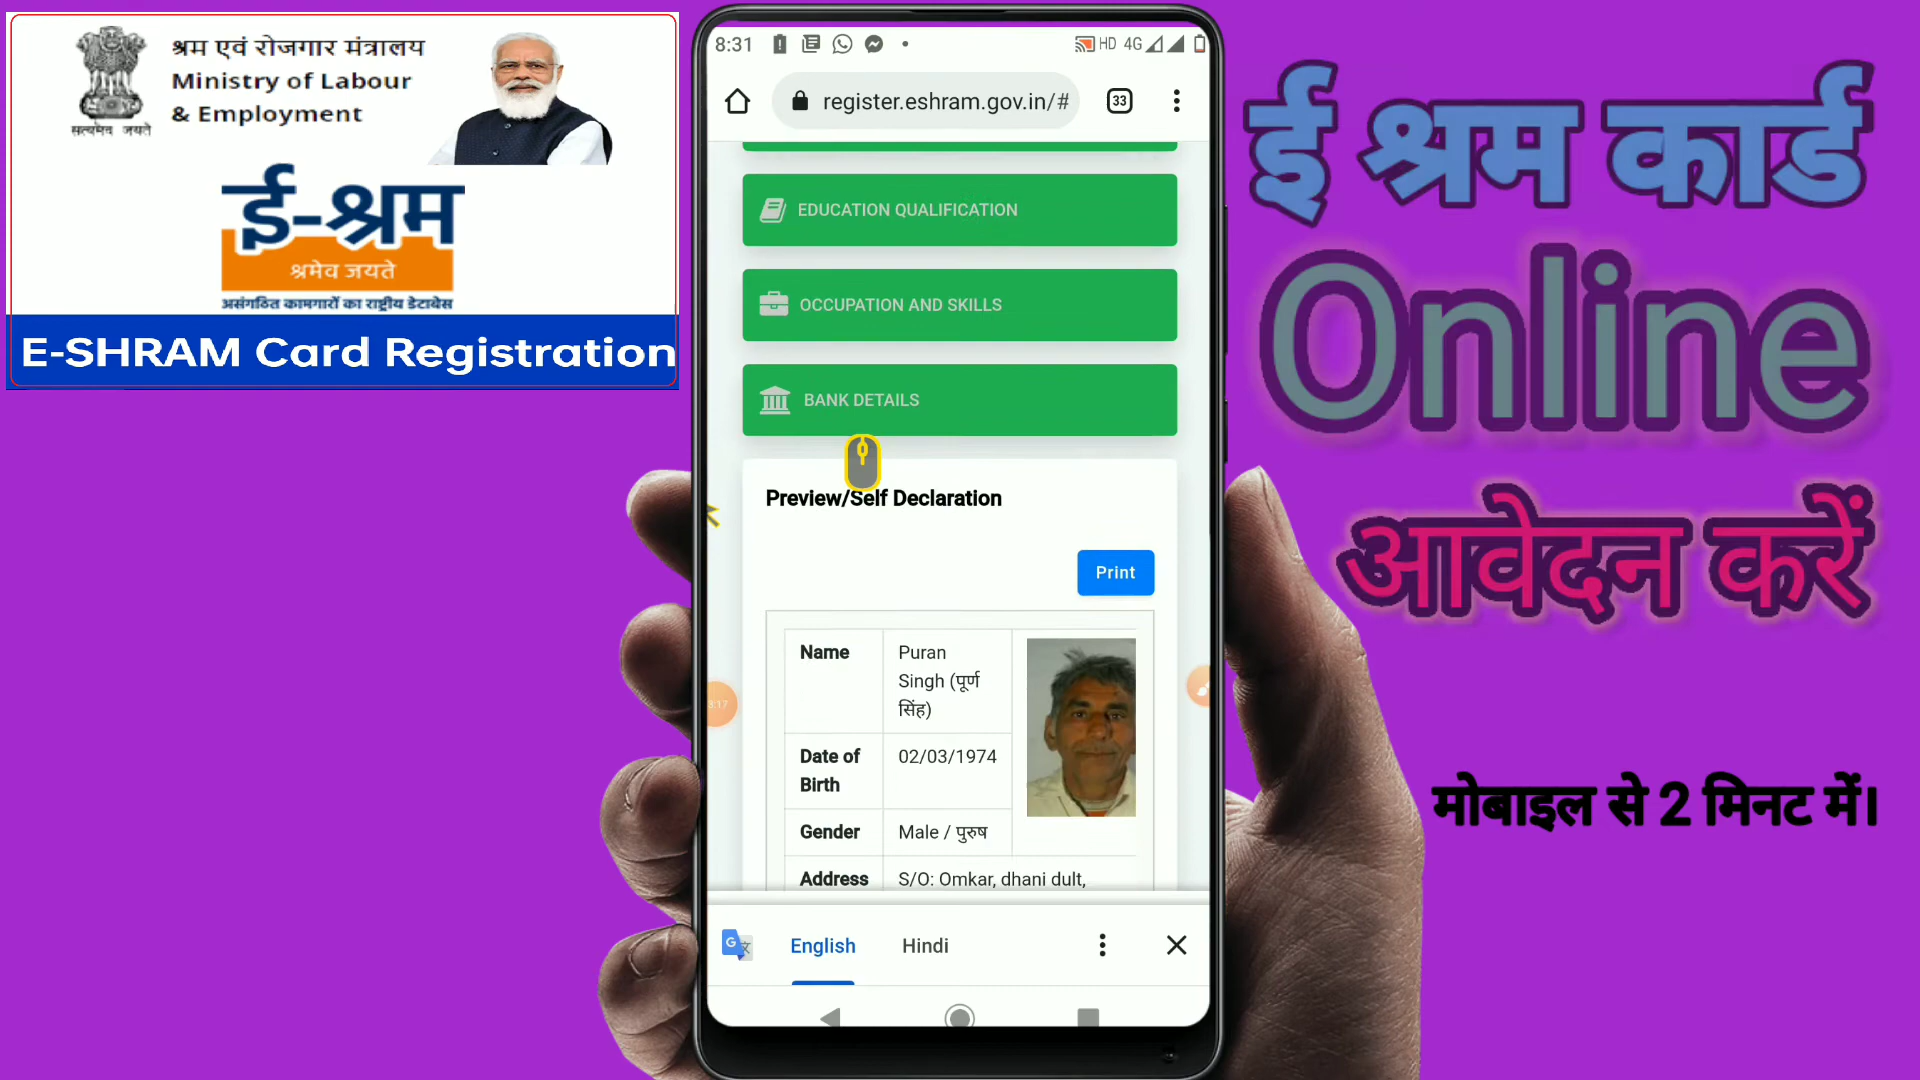 श्रम एवं रोजगार मंत्रालय
Ministry of Labour
& Employment
सत्यमेव जयते
ई-श्रम
श्रमेव जयते
असंगठित कामगारों का राष्ट्रीय डेटाबेस
E-SHRAM Card Registration
8:31
HD 4G
register.eshram.gov.in/#
33
EDUCATION QUALIFICATION
OCCUPATION AND SKILLS
BANK DETAILS
Preview/Self Declaration
Print
Name
Puran
Singh (पूर्ण
सिंह)
Date of
Birth
02/03/1974
Gender
Male / पुरुष
Address
S/O: Omkar, dhani dult,
English
Hindi
ई श्रम कार्ड
Online
आवेदन करें
मोबाइल से 2 मिनट में।